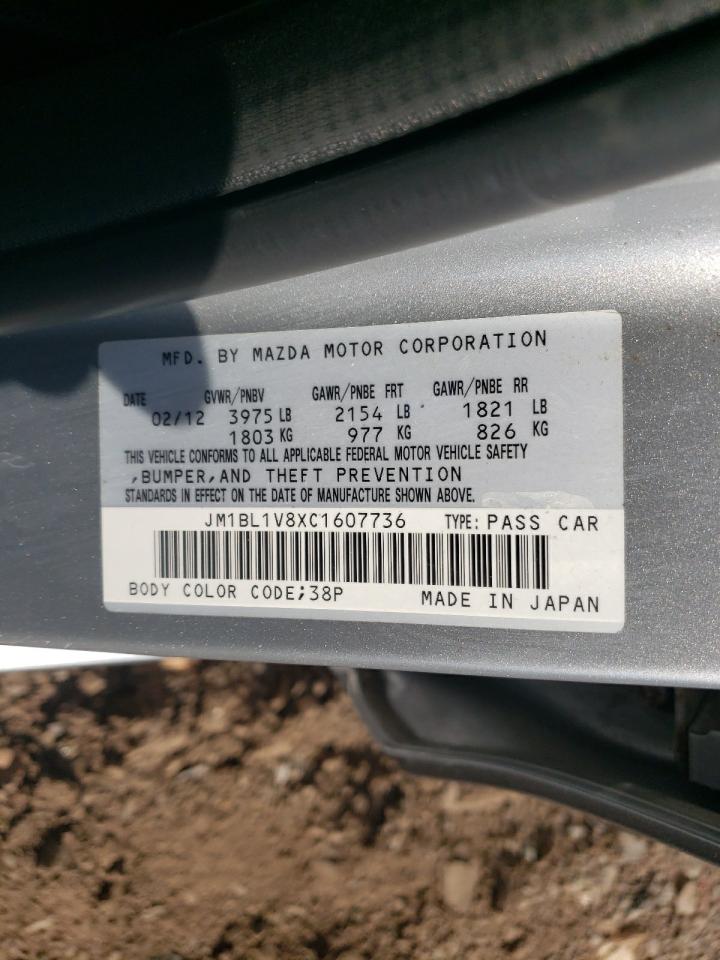 MFD. BY MAZDA MOTOR CORPORATION
DATE GVWR/PNBV GAWR/PNBE FRT GAWR/PNBE RR
02/12 3975 LB 2154 LB 1821 LB
1803 KG 977 KG 826 KG
THIS VEHICLE CONFORMS TO ALL APPLICABLE FEDERAL MOTOR VEHICLE SAFETY
,BUMPER,AND THEFT PREVENTION
STANDARDS IN EFFECT ON THE DATE OF MANUFACTURE SHOWN ABOVE.
JM1BL1V8XC1607736 TYPE: PASS CAR
BODY COLOR CODE;38P MADE IN JAPAN